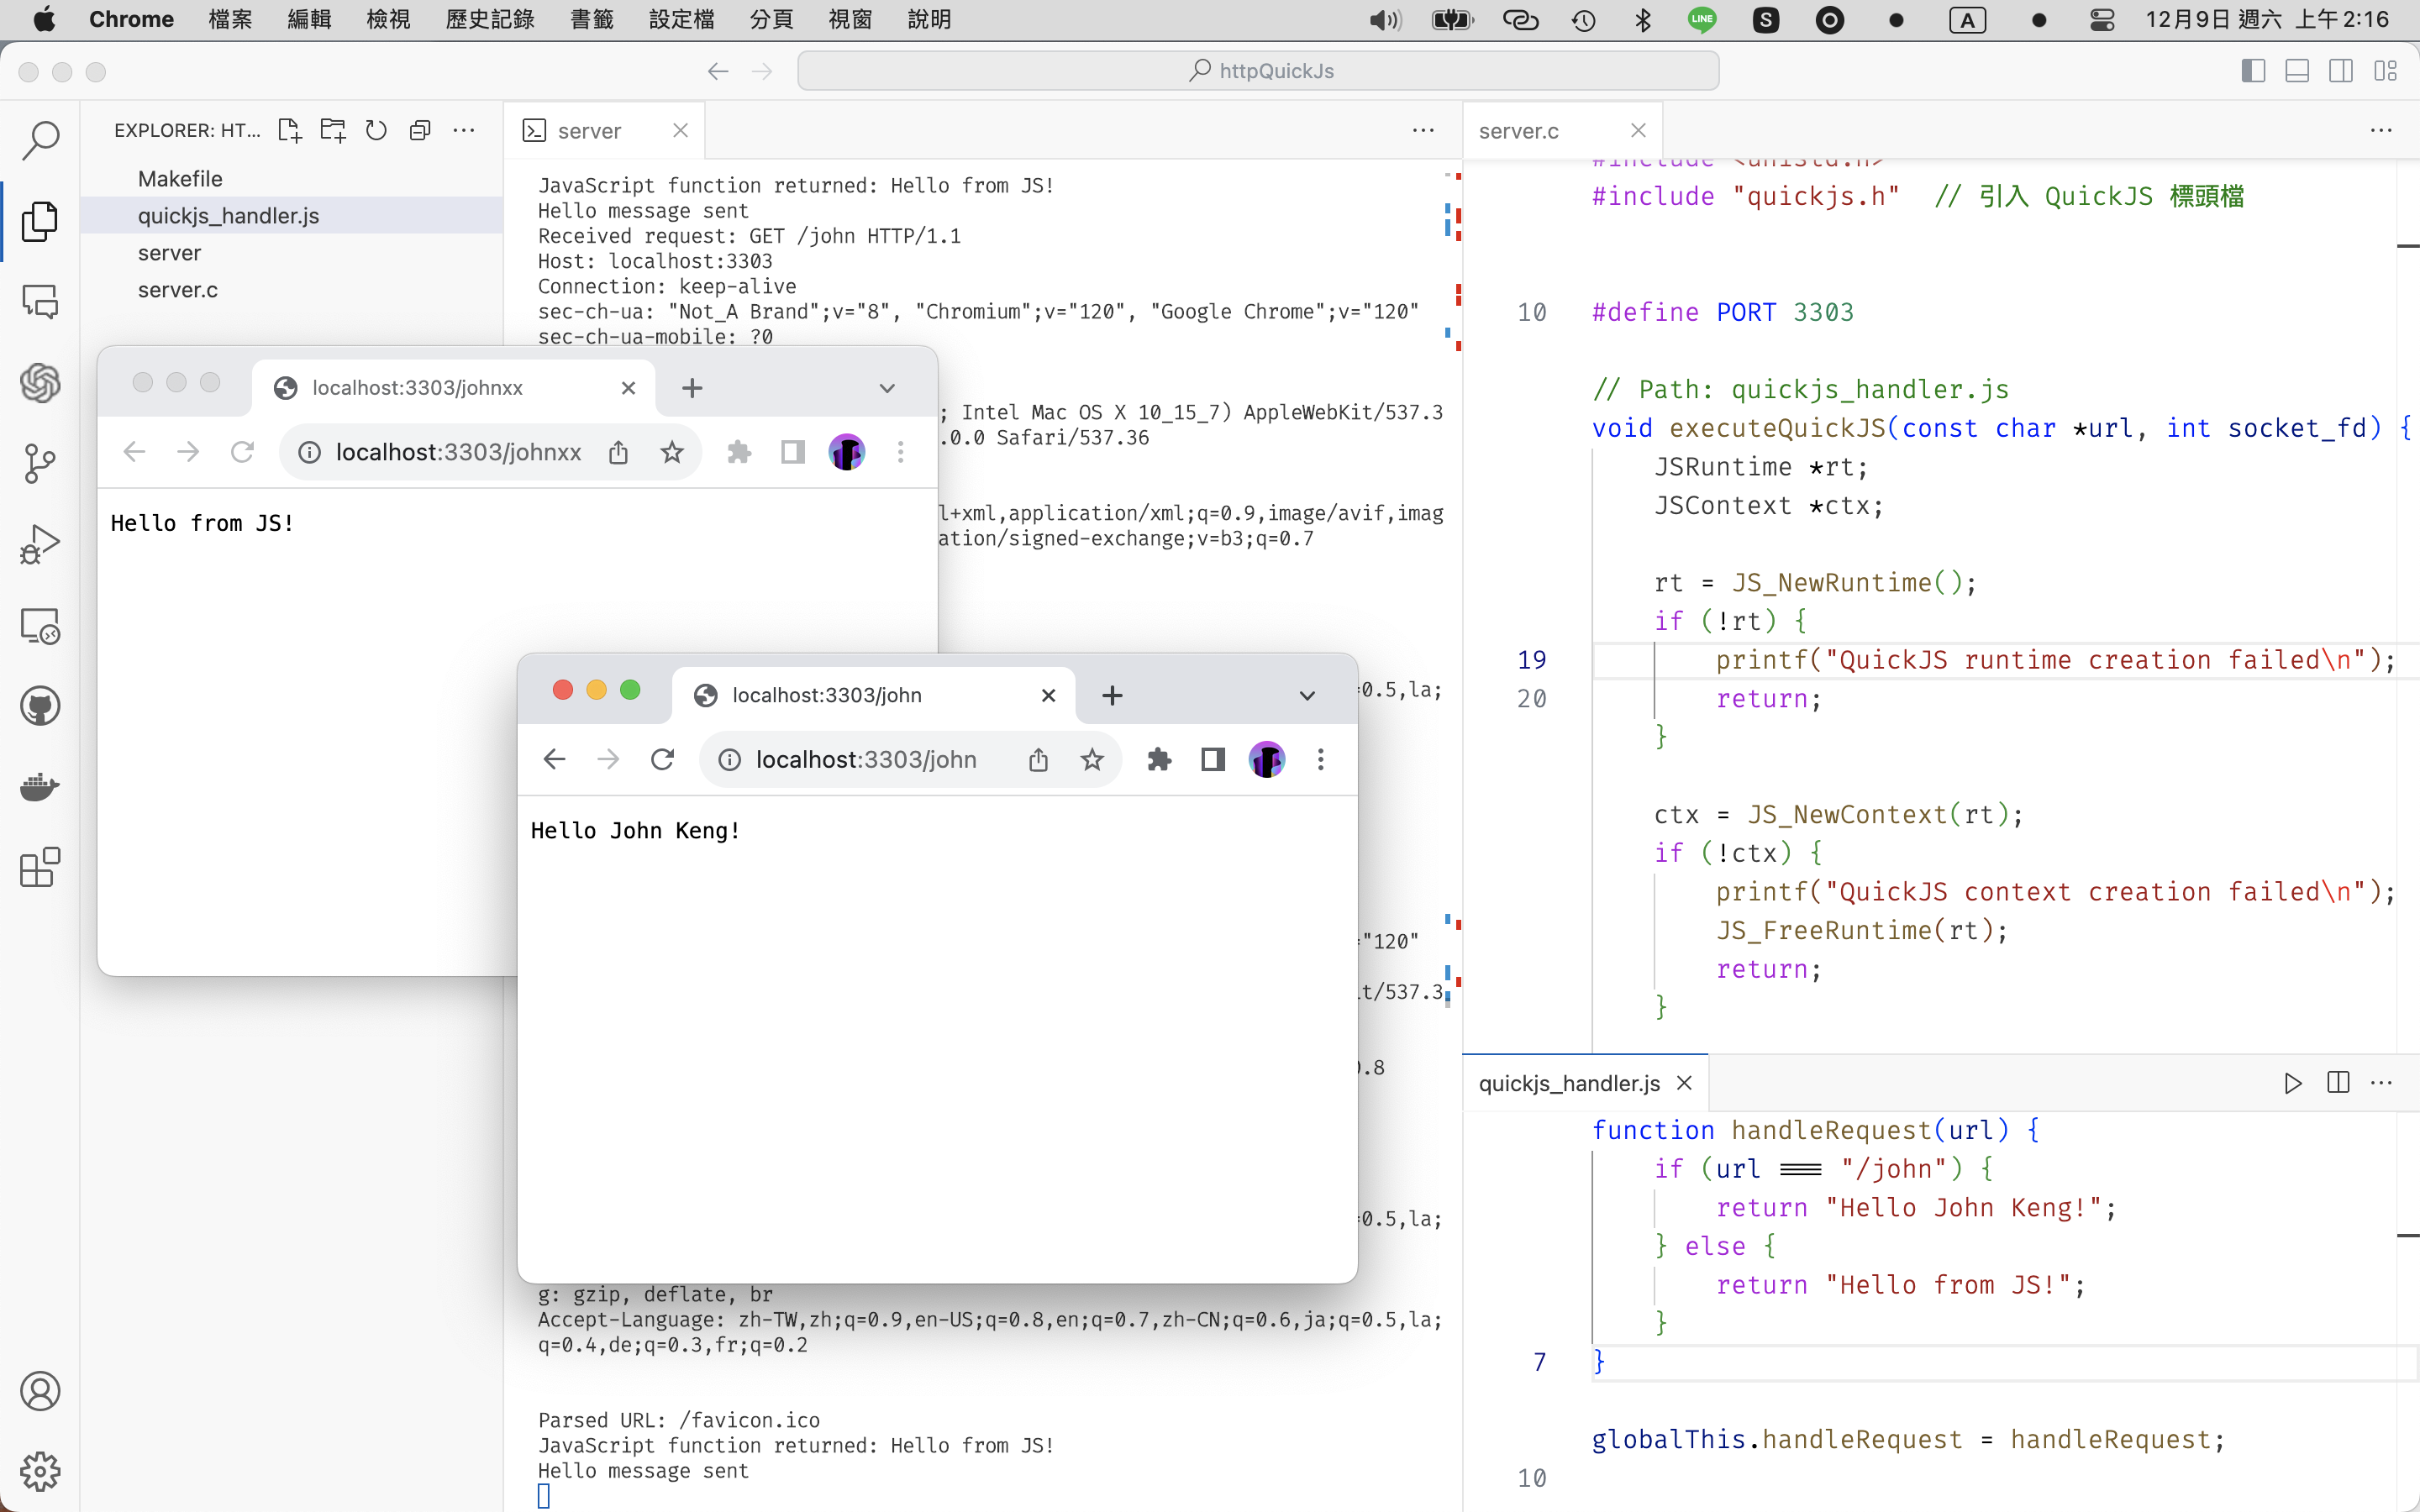 Chrome 檔案 編輯 檢視 歷史記錄 書籤 設定檔 分頁 視窗 說明 LINE S A 12月9日 週六 上午2:16
httpQuickJs
EXPLORER: HT...
Makefile
quickjs_handler.js
server
server.c
server
JavaScript function returned: Hello from JS!
Hello message sent
Received request: GET /john HTTP/1.1
Host: localhost:3303
Connection: keep-alive
sec-ch-ua: "Not_A Brand";v="8", "Chromium";v="120", "Google Chrome";v="120"
sec-ch-ua-mobile: ?0
; Intel Mac OS X 10_15_7) AppleWebKit/537.3
.0.0 Safari/537.36
l+xml,application/xml;q=0.9,image/avif,imag
ation/signed-exchange;v=b3;q=0.7
=0.5,la;
="120"
it/537.3
0.8
=0.5,la;
g: gzip, deflate, br
Accept-Language: zh-TW,zh;q=0.9,en-US;q=0.8,en;q=0.7,zh-CN;q=0.6,ja;q=0.5,la;
q=0.4,de;q=0.3,fr;q=0.2
Parsed URL: /favicon.ico
JavaScript function returned: Hello from JS!
Hello message sent
localhost:3303/johnxx
localhost:3303/johnxx
Hello from JS!
localhost:3303/john
localhost:3303/john
Hello John Keng!
server.c
#include <unistd.h>
#include "quickjs.h"  // 引入 QuickJS 標頭檔
10 #define PORT 3303
// Path: quickjs_handler.js
void executeQuickJS(const char *url, int socket_fd) {
JSRuntime *rt;
JSContext *ctx;
rt = JS_NewRuntime();
if (!rt) {
19 printf("QuickJS runtime creation failed\n");
20 return;
}
ctx = JS_NewContext(rt);
if (!ctx) {
printf("QuickJS context creation failed\n");
JS_FreeRuntime(rt);
return;
}
quickjs_handler.js
function handleRequest(url) {
if (url === "/john") {
return "Hello John Keng!";
} else {
return "Hello from JS!";
}
7 }
globalThis.handleRequest = handleRequest;
10